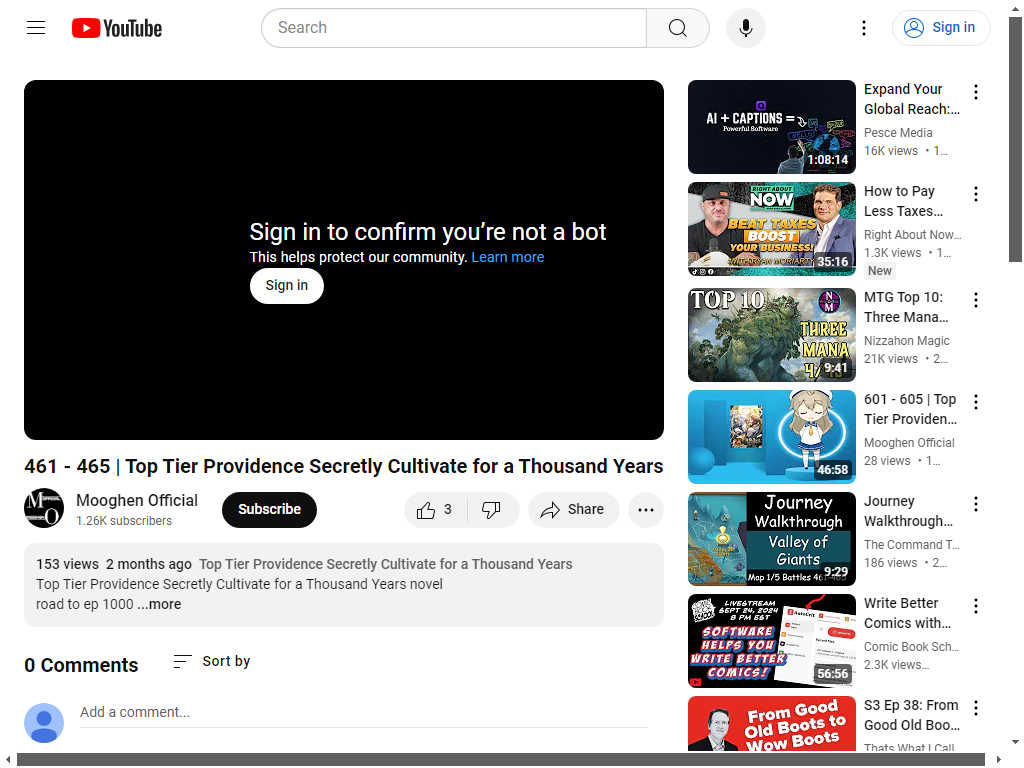 YouTube
Search
Sign in
Sign in to confirm you’re not a bot
This helps protect our community. Learn more
Sign in
461 - 465 | Top Tier Providence Secretly Cultivate for a Thousand Years
Mooghen Official
1.26K subscribers
Subscribe
3
Share
153 views 2 months ago Top Tier Providence Secretly Cultivate for a Thousand Years
Top Tier Providence Secretly Cultivate for a Thousand Years novel
road to ep 1000 ...more
0 Comments
Sort by
Add a comment...
AI + CAPTIONS =
Powerful Software
1:08:14
Expand Your
Global Reach:...
Pesce Media
16K views • 1...
RIGHT ABOUT
NOW
BEAT TAXES
BOOST
YOUR BUSINESS!
WITH RYAN MORIARTY
35:16
How to Pay
Less Taxes...
Right About Now...
1.3K views • 1...
New
TOP 10
N
M
THREE
MANA
4/4S
9:41
MTG Top 10:
Three Mana...
Nizzahon Magic
21K views • 2...
46:58
601 - 605 | Top
Tier Providen...
Mooghen Official
28 views • 1...
Journey
Walkthrough
Valley of
Giants
Map 1/5 Battles 461-465
9:29
Journey
Walkthrough...
The Command T...
186 views • 2...
LIVESTREAM
SEPT 24, 2024
8 PM EST
AutoCrit
SOFTWARE
HELPS YOU
WRITE BETTER
COMICS!
56:56
Write Better
Comics with...
Comic Book Sch...
2.3K views...
From Good
Old Boots to
Wow Boots
S3 Ep 38: From
Good Old Boo...
Thats What I Call